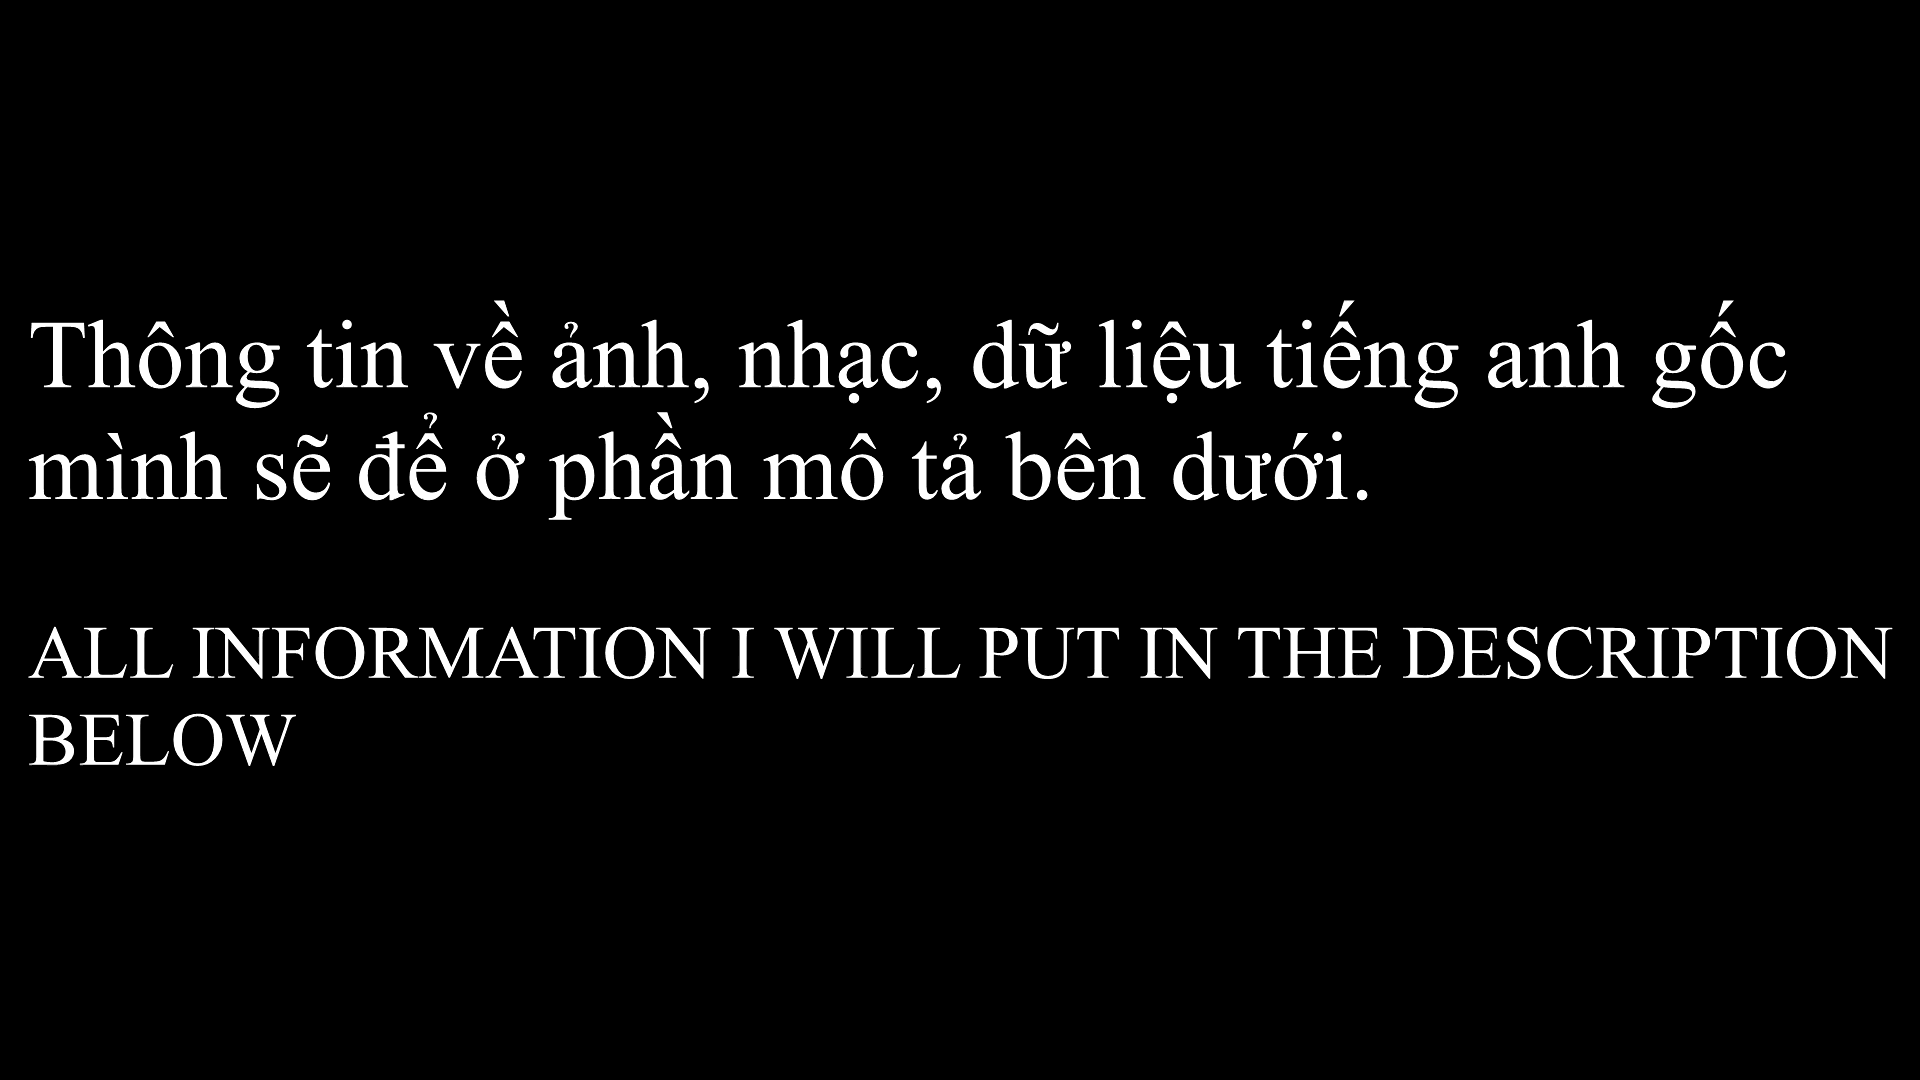 Thông tin về ảnh, nhạc, dữ liệu tiếng anh gốc
mình sẽ để ở phần mô tả bên dưới.
ALL INFORMATION I WILL PUT IN THE DESCRIPTION
BELOW